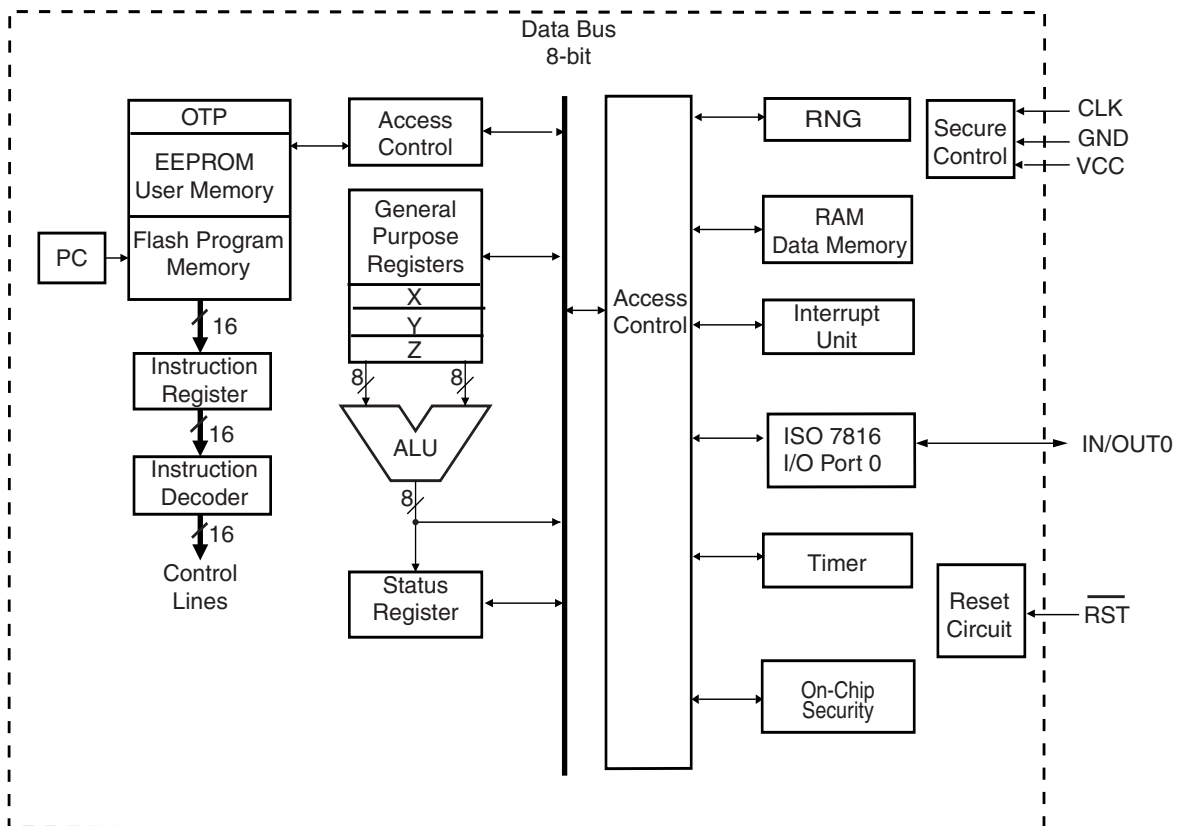 Data Bus
8-bit
OTP
EEPROM
User Memory
Flash Program
Memory
PC
16
Instruction
Register
16
Instruction
Decoder
16
Control
Lines
Access
Control
General
Purpose
Registers
X
Y
Z
8
8
ALU
8
Status
Register
Access
Control
RNG
RAM
Data Memory
Interrupt
Unit
ISO 7816
I/O Port 0
Timer
On-Chip
Security
Secure
Control
CLK
GND
VCC
IN/OUT0
Reset
Circuit
RST